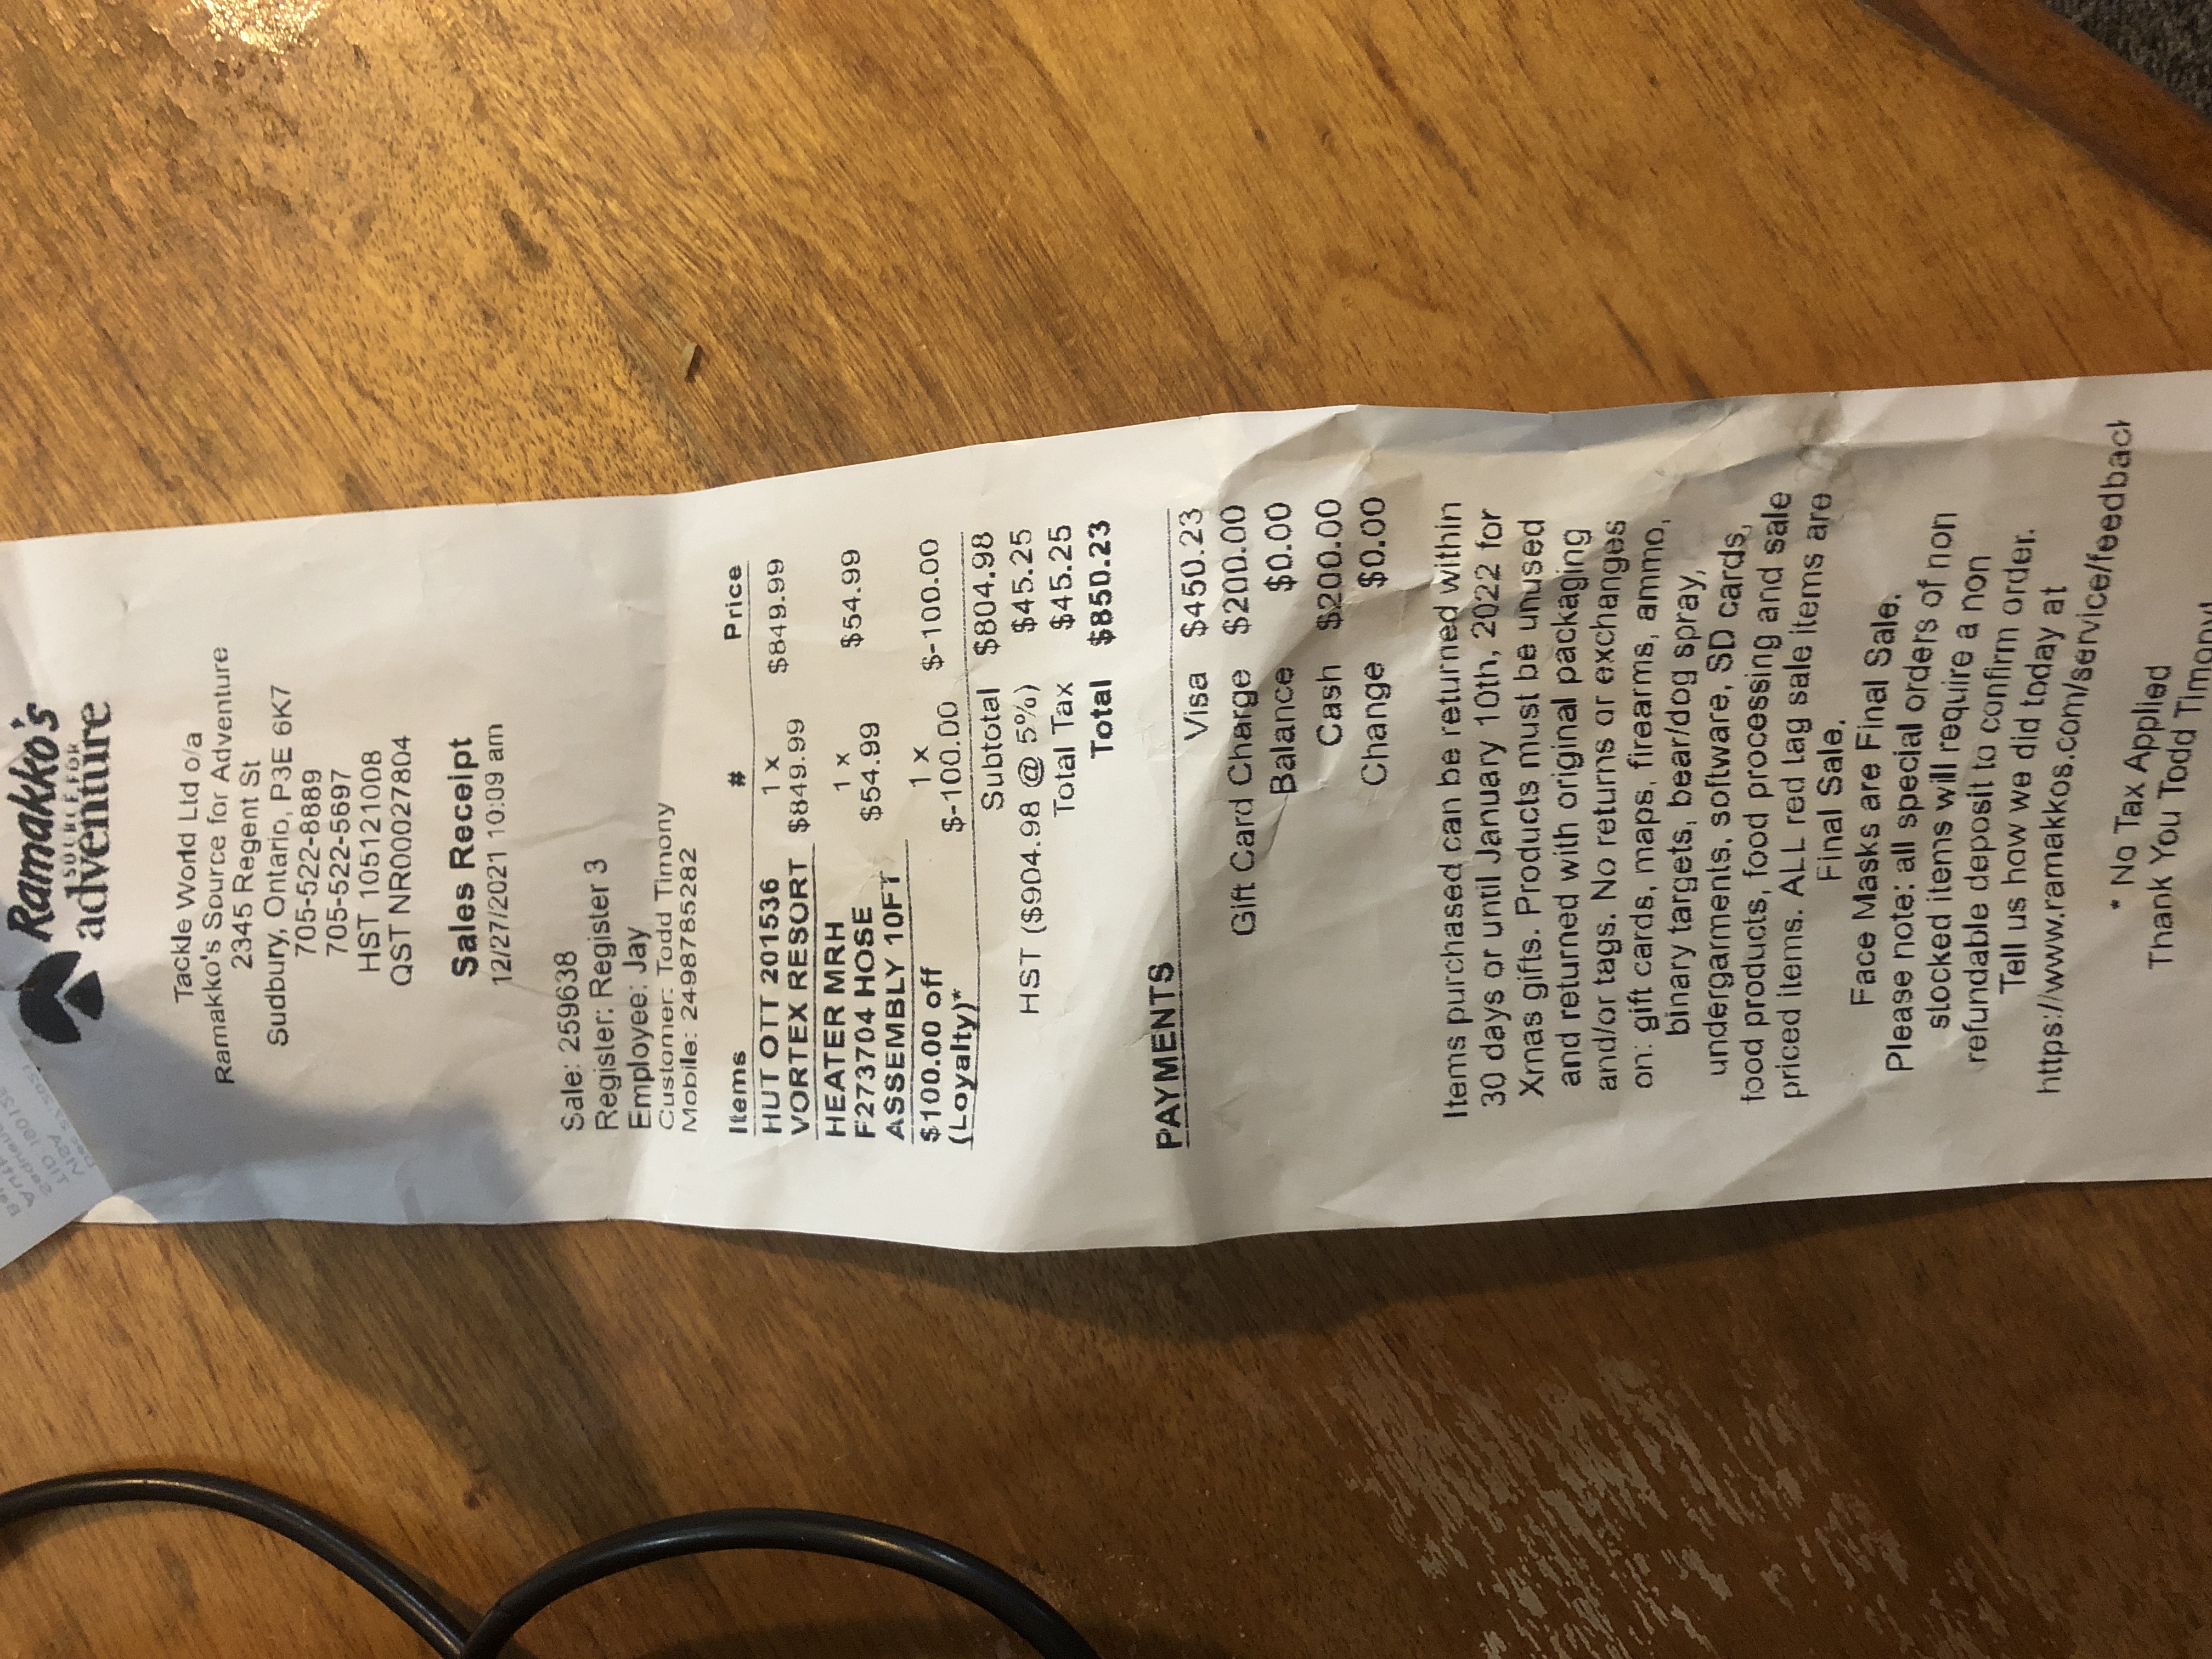 Ramakko's
SOURCE FOR
adventure
Tackle World Ltd o/a
Ramakko's Source for Adventure
2345 Regent St
Sudbury, Ontario, P3E 6K7
705-522-8889
705-522-5697
HST 105121008
QST NR00027804
Sales Receipt
12/27/2021 10:09 am
Sale: 259638
Register: Register 3
Employee: Jay
Customer: Todd Timony
Mobile: 2498785282
Items # Price
HUT OTT 201536 1 x $849.99
VORTEX RESORT $849.99
HEATER MRH 1 x $54.99
F273704 HOSE $54.99
ASSEMBLY 10FT
$100.00 off 1 x $-100.00
(Loyalty)* $-100.00
Subtotal $804.98
HST ($904.98 @ 5%) $45.25
Total Tax $45.25
Total $850.23
PAYMENTS
Visa $450.23
Gift Card Charge $200.00
Balance $0.00
Cash $200.00
Change $0.00
Items purchased can be returned within
30 days or until January 10th, 2022 for
Xmas gifts. Products must be unused
and returned with original packaging
and/or tags. No returns or exchanges
on: gift cards, maps, firearms, ammo,
binary targets, bear/dog spray,
undergarments, software, SD cards,
food products, food processing and sale
priced items. ALL red tag sale items are
Final Sale.
Face Masks are Final Sale.
Please note: all special orders of non
stocked items will require a non
refundable deposit to confirm order.
Tell us how we did today at
https://www.ramakkos.com/service/feedback
* No Tax Applied
Thank You Todd Timony!
VISA
TID